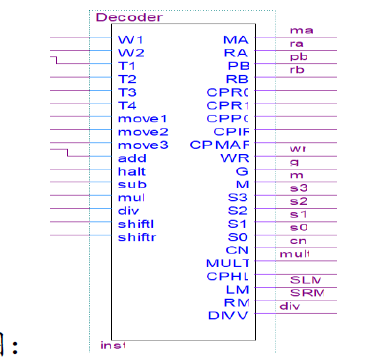 Decoder
W1 MA ma
W2 RA ra
T1 PB pb
T2 RB rb
T3 CPR0
T4 CPR1
move1 CPP0
move2 CPIR
move3 CPMAR
add WR wr
halt G g
sub M m
mul S3 s3
div S2 s2
shiftl S1 s1
shiftr S0 s0
CN cn
MULT mult
CPHL
LM SLM
RM SRM
DIVV div
inst
: